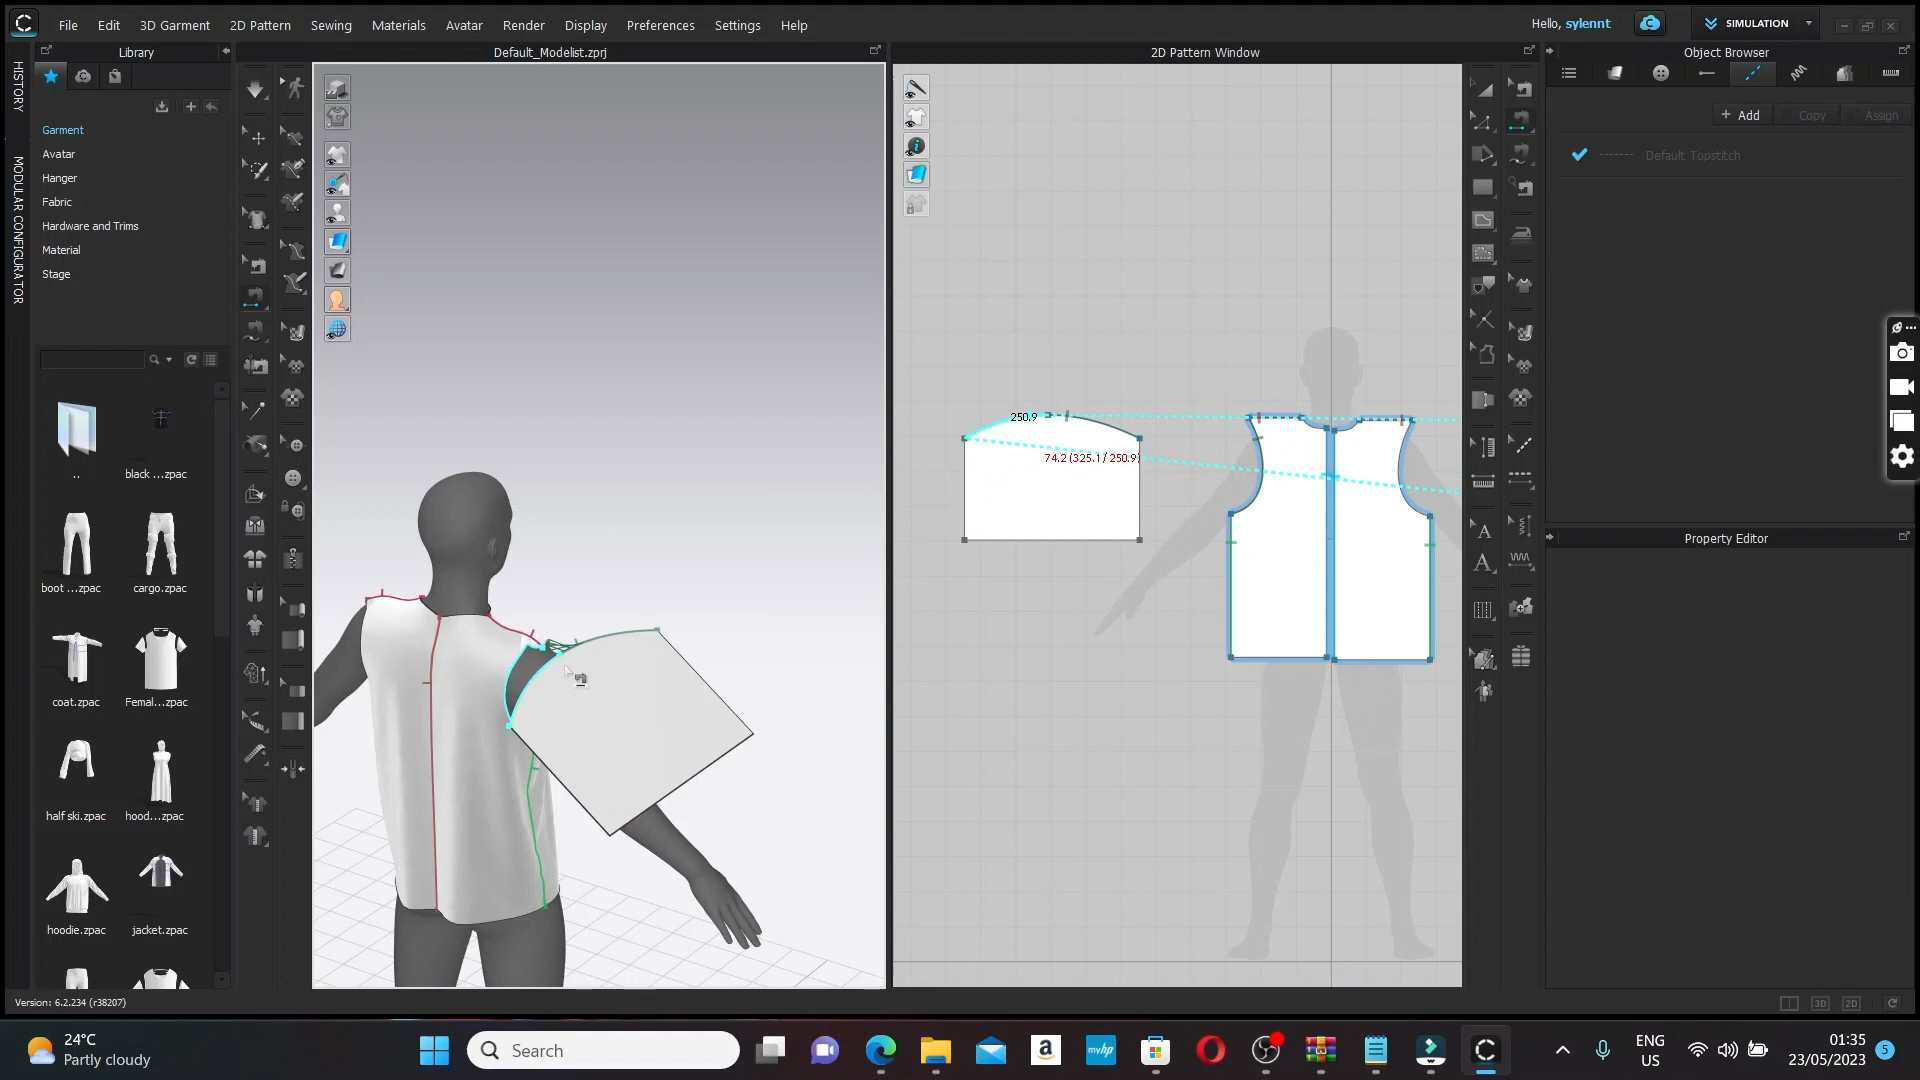 File Edit 3D Garment 2D Pattern Sewing Materials Avatar Render Display Preferences Settings Help
Hello, sylennt
SIMULATION
HISTORY
MODULAR CONFIGURATOR
Library
Default_Modelist.zprj
2D Pattern Window
Object Browser
Garment
Avatar
Hanger
Fabric
Hardware and Trims
Material
Stage
+ Add
Copy
Assign
Default Topstitch
..
black ...zpac
boot ...zpac
cargo.zpac
coat.zpac
Femal...zpac
half ski.zpac
hood...zpac
hoodie.zpac
jacket.zpac
250.9
74.2 (325.1 / 250.9)
A
A
Property Editor
Version: 6.2.234 (r38207)
3D
2D
24°C
Partly cloudy
Search
a
myhp
ENG
US
01:35
23/05/2023
5